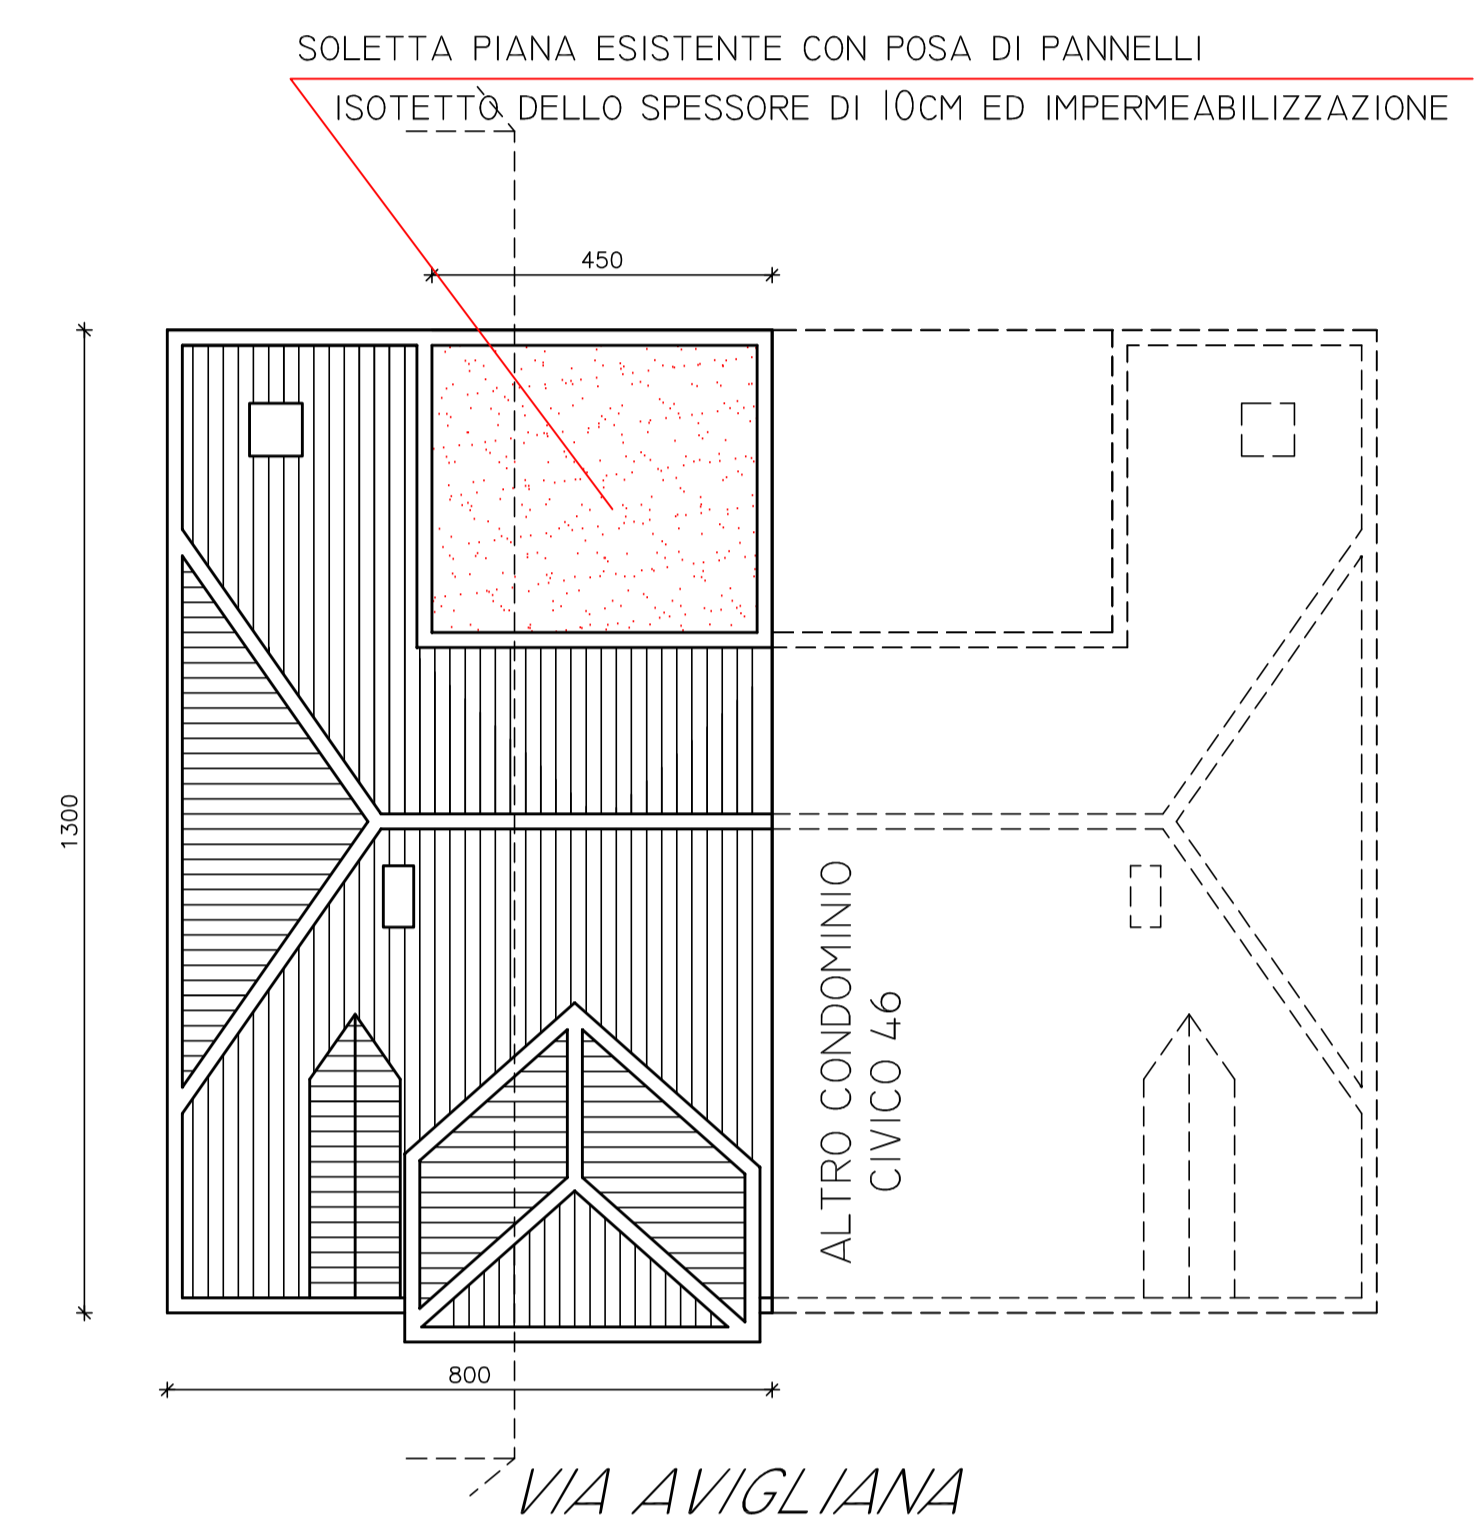 SOLETTA PIANA ESISTENTE CON POSA DI PANNELLI
ISOTETTO DELLO SPESSORE DI 10CM ED IMPERMEABILIZZAZIONE
450
1300
ALTRO CONDOMINIO
CIVICO 46
800
VIA AVIGLIANA